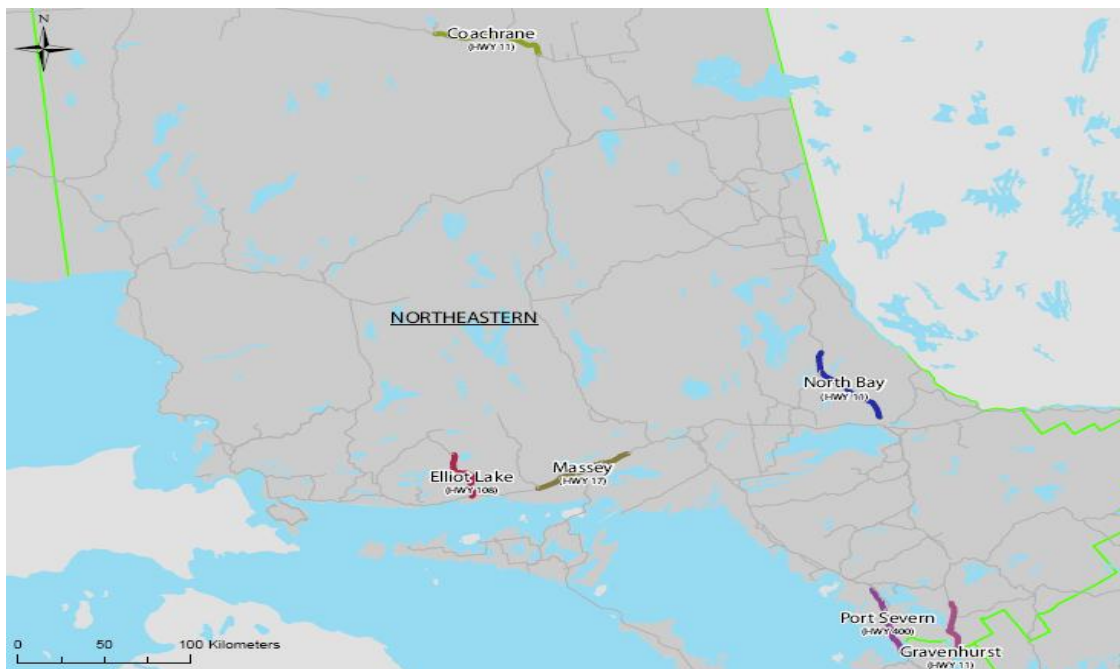 N
Coachrane
(HWY 11)
NORTHEASTERN
North Bay
(HWY 11)
Elliot Lake
(HWY 108)
Massey
(HWY 17)
Port Severn
(HWY 400)
Gravenhurst
(HWY 11)
0 50 100 Kilometers